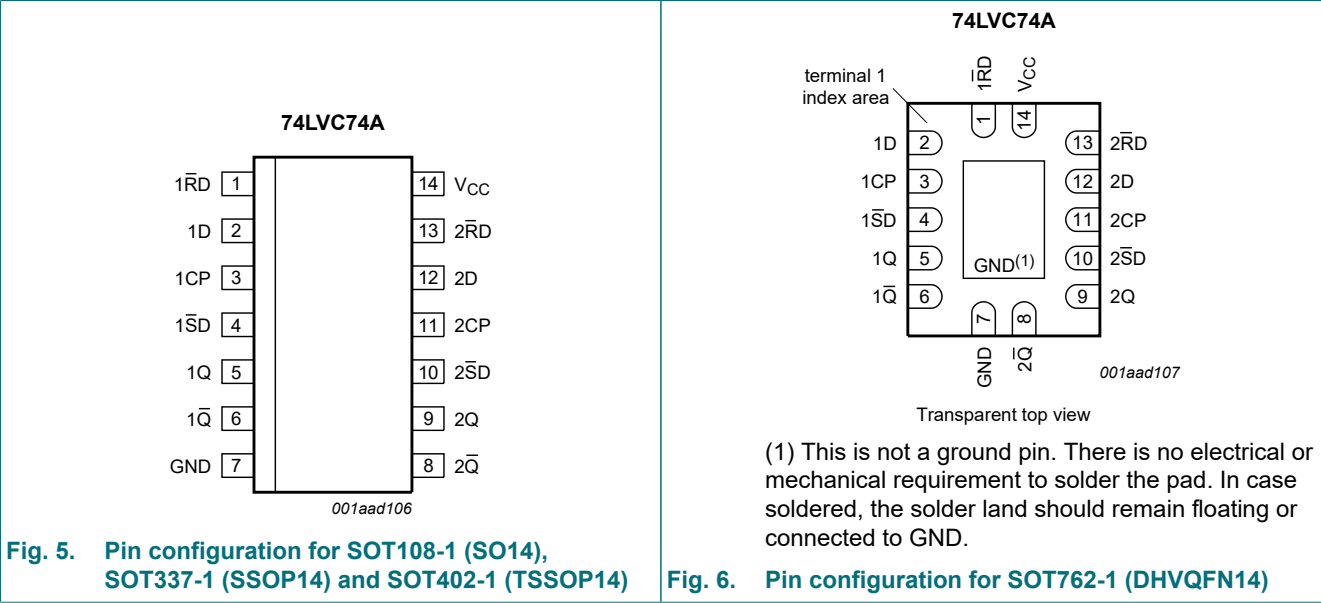 74LVC74A
1R̅D 1
1D 2
1CP 3
1S̅D 4
1Q 5
1Q̅ 6
GND 7
14 VCC
13 2R̅D
12 2D
11 2CP
10 2S̅D
9 2Q
8 2Q̅
001aad106
Fig. 5. Pin configuration for SOT108-1 (SO14),
SOT337-1 (SSOP14) and SOT402-1 (TSSOP14)
74LVC74A
terminal 1
index area
1R̅D
VCC
1
14
1D 2
1CP 3
1S̅D 4
1Q 5
1Q̅ 6
13 2R̅D
12 2D
11 2CP
10 2S̅D
9 2Q
GND(1)
7
8
GND
2Q̅
001aad107
Transparent top view
(1) This is not a ground pin. There is no electrical or
mechanical requirement to solder the pad. In case
soldered, the solder land should remain floating or
connected to GND.
Fig. 6. Pin configuration for SOT762-1 (DHVQFN14)